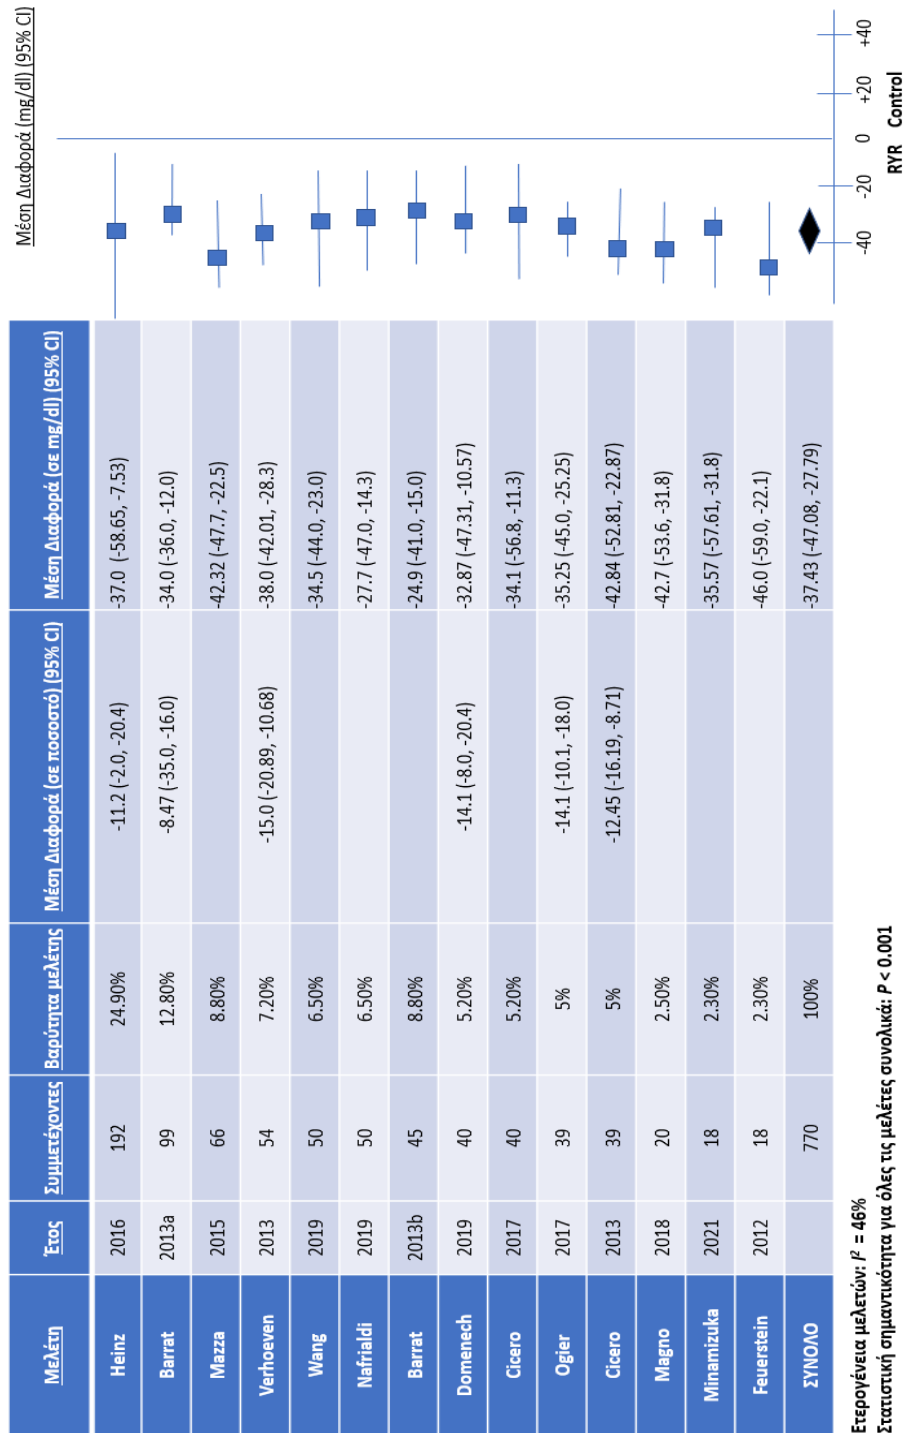 Μελέτη Έτος Συμμετέχοντες Βαρύτητα μελέτης Μέση Διαφορά (σε ποσοστό) (95% CI) Μέση Διαφορά (σε mg/dl) (95% CI) Μέση Διαφορά (mg/dl) (95% CI)
Heinz 2016 192 24.90% -11.2 (-2.0, -20.4) -37.0 (-58.65, -7.53)
Barrat 2013a 99 12.80% -8.47 (-35.0, -16.0) -34.0 (-36.0, -12.0)
Mazza 2015 66 8.80% -42.32 (-47.7, -22.5)
Verhoeven 2013 54 7.20% -15.0 (-20.89, -10.68) -38.0 (-42.01, -28.3)
Wang 2019 50 6.50% -34.5 (-44.0, -23.0)
Nafrialdi 2019 50 6.50% -27.7 (-47.0, -14.3)
Barrat 2013b 45 8.80% -24.9 (-41.0, -15.0)
Domenech 2019 40 5.20% -14.1 (-8.0, -20.4) -32.87 (-47.31, -10.57)
Cicero 2017 40 5.20% -34.1 (-56.8, -11.3)
Ogier 2017 39 5% -14.1 (-10.1, -18.0) -35.25 (-45.0, -25.25)
Cicero 2013 39 5% -12.45 (-16.19, -8.71) -42.84 (-52.81, -22.87)
Magno 2018 20 2.50% -42.7 (-53.6, -31.8)
Minamizuka 2021 18 2.30% -35.57 (-57.61, -31.8)
Feuerstein 2012 18 2.30% -46.0 (-59.0, -22.1)
ΣΥΝΟΛΟ 770 100% -37.43 (-47.08, -27.79)
-40 -20 0 +20 +40
RYR Control
Ετερογένεια μελετών: I² = 46%
Στατιστική σημαντικότητα για όλες τις μελέτες συνολικά: P < 0.001